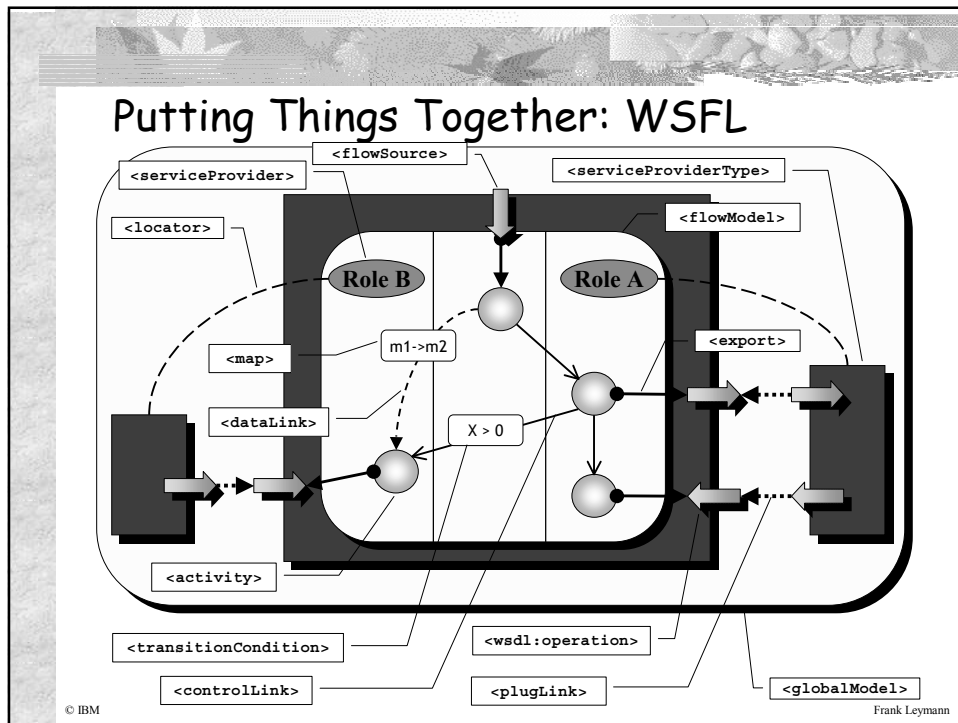 Putting Things Together: WSFL
<flowSource>
<serviceProvider>
<serviceProviderType>
<locator>
<flowModel>
Role B
Role A
<map>
m1->m2
<export>
<dataLink>
X > 0
<activity>
<transitionCondition>
<wsdl:operation>
<controlLink>
<plugLink>
<globalModel>
© IBM
Frank Leymann